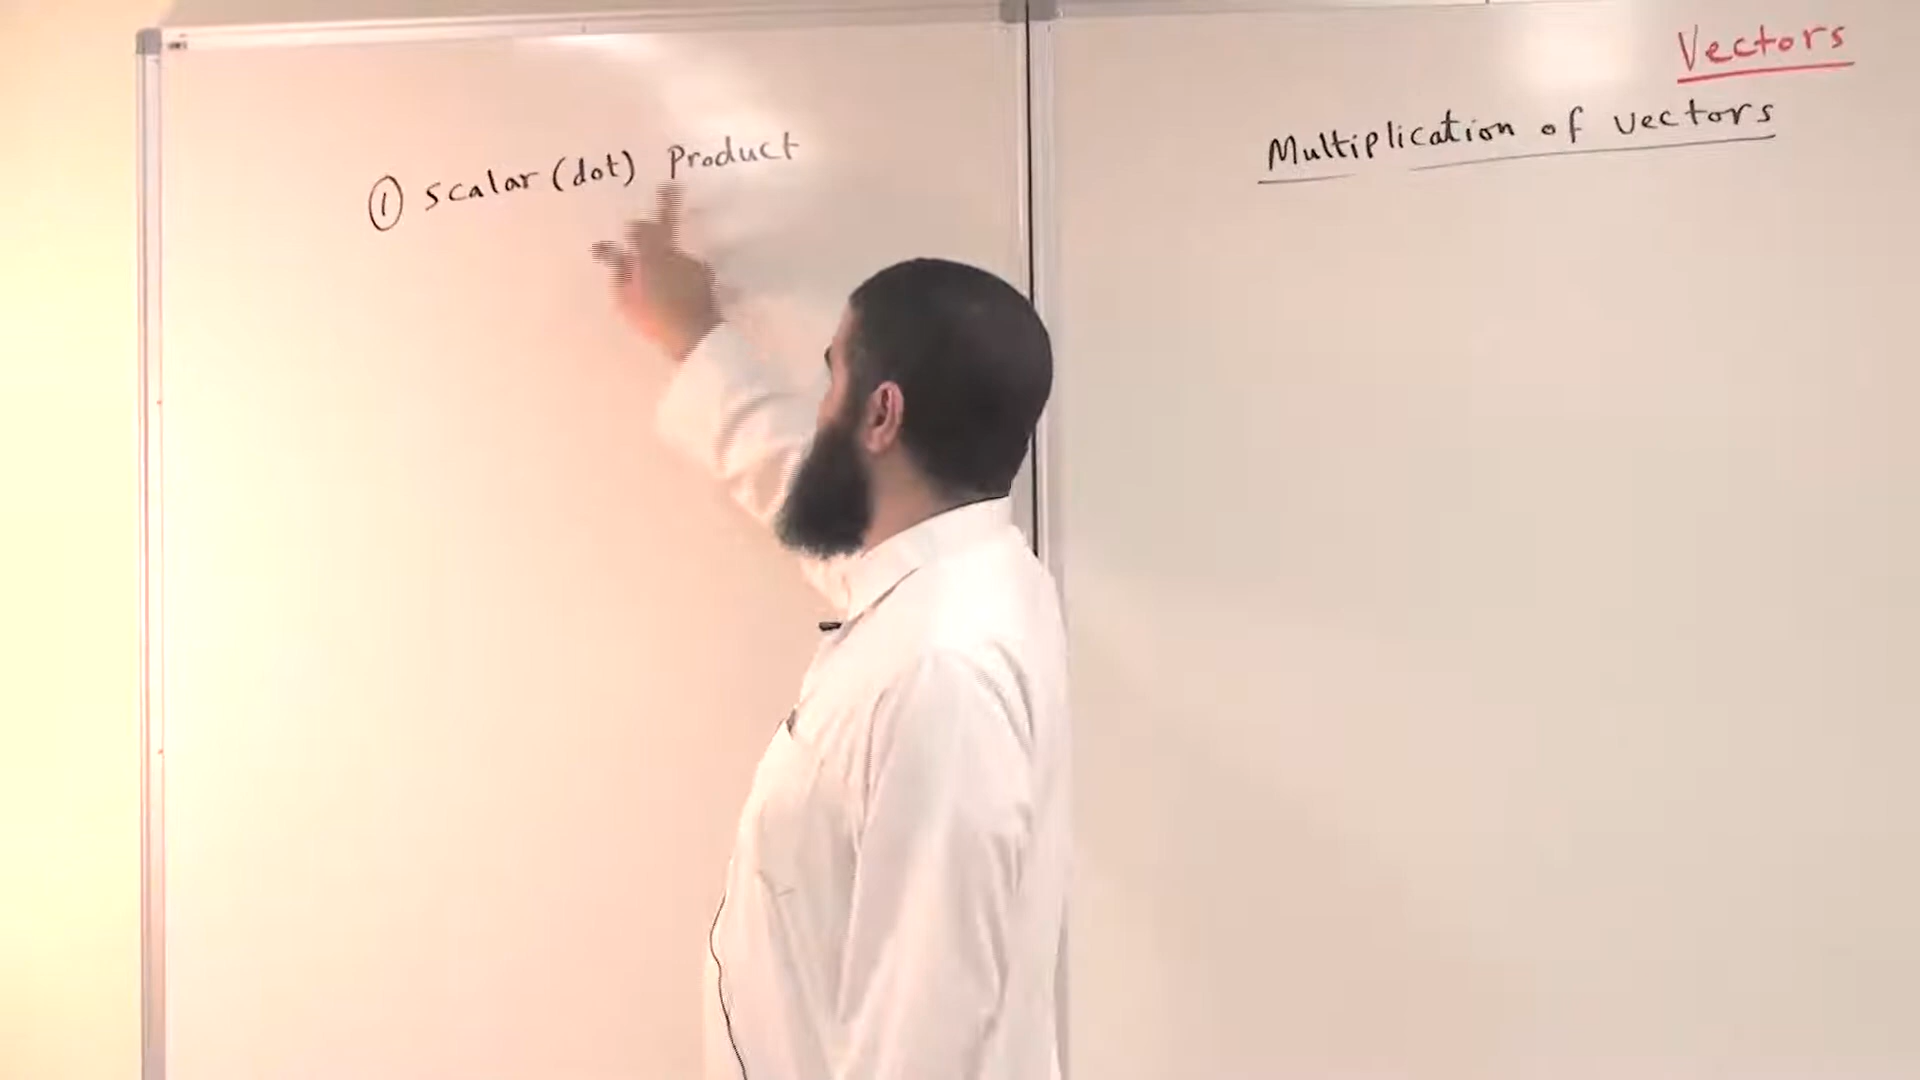 Vectors
Multiplication of vectors
① scalar (dot) Product